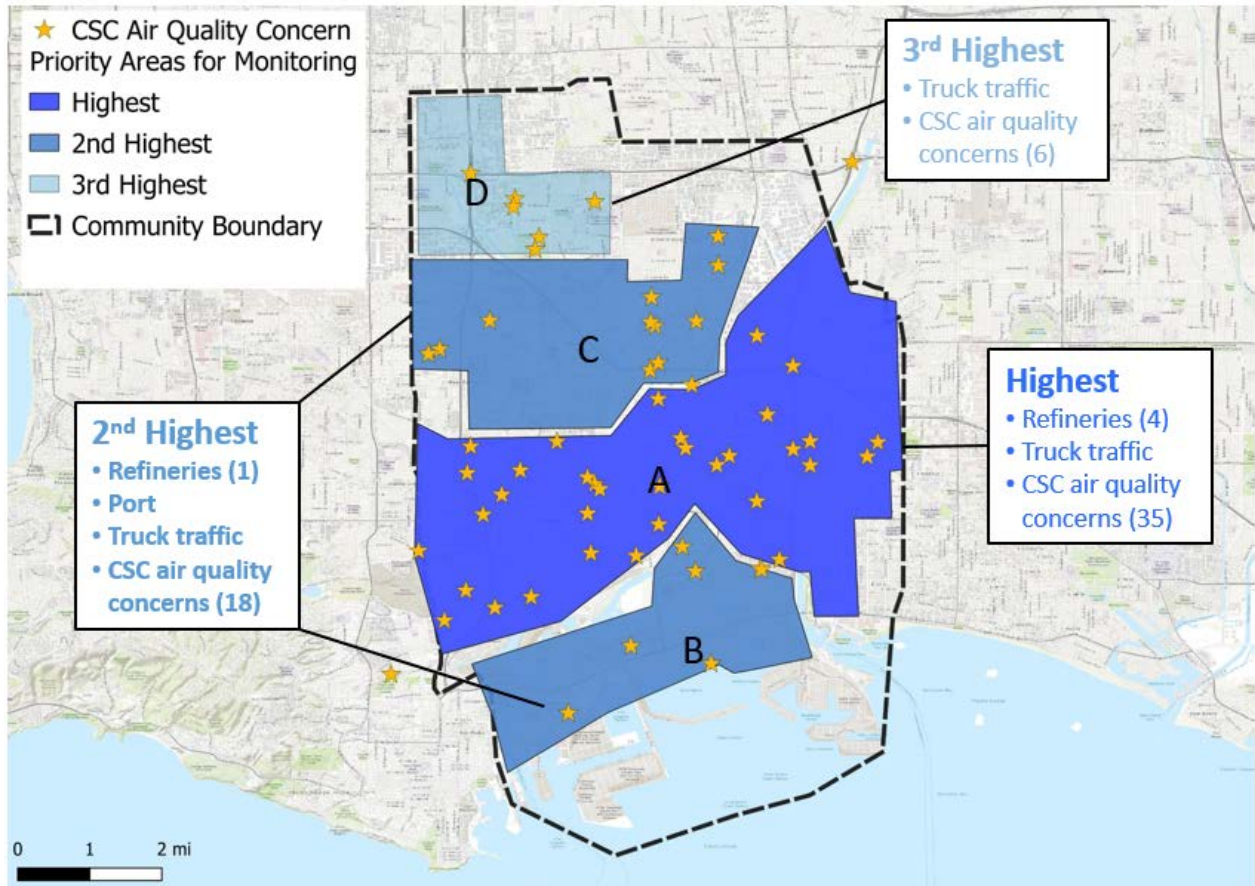 CSC Air Quality Concern
Priority Areas for Monitoring
Highest
2nd Highest
3rd Highest
Community Boundary
3rd Highest
• Truck traffic
• CSC air quality
concerns (6)
D
C
2nd Highest
• Refineries (1)
• Port
• Truck traffic
• CSC air quality
concerns (18)
Highest
• Refineries (4)
• Truck traffic
• CSC air quality
concerns (35)
A
B
0 1 2 mi